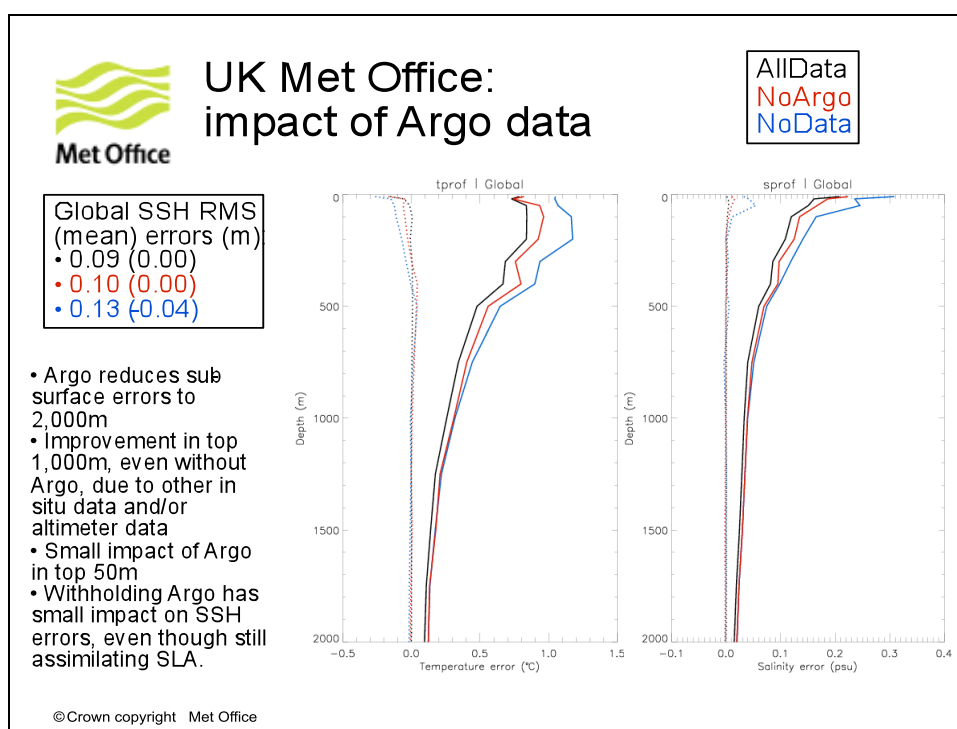 UK Met Office:
impact of Argo data
Met Office
AllData
NoArgo
NoData
Global SSH RMS
(mean) errors (m):
• 0.09 (0.00)
• 0.10 (0.00)
• 0.13 (-0.04)
• Argo reduces sub
surface errors to
2,000m
• Improvement in top
1,000m, even without
Argo, due to other in
situ data and/or
altimeter data
• Small impact of Argo
in top 50m
• Withholding Argo has
small impact on SSH
errors, even though still
assimilating SLA.
tprof | Global
0
500
1000
1500
2000
Depth (m)
-0.5 0.0 0.5 1.0 1.5
Temperature error (°C)
sprof | Global
0
500
1000
1500
2000
Depth (m)
-0.1 0.0 0.1 0.2 0.3 0.4
Salinity error (psu)
© Crown copyright Met Office